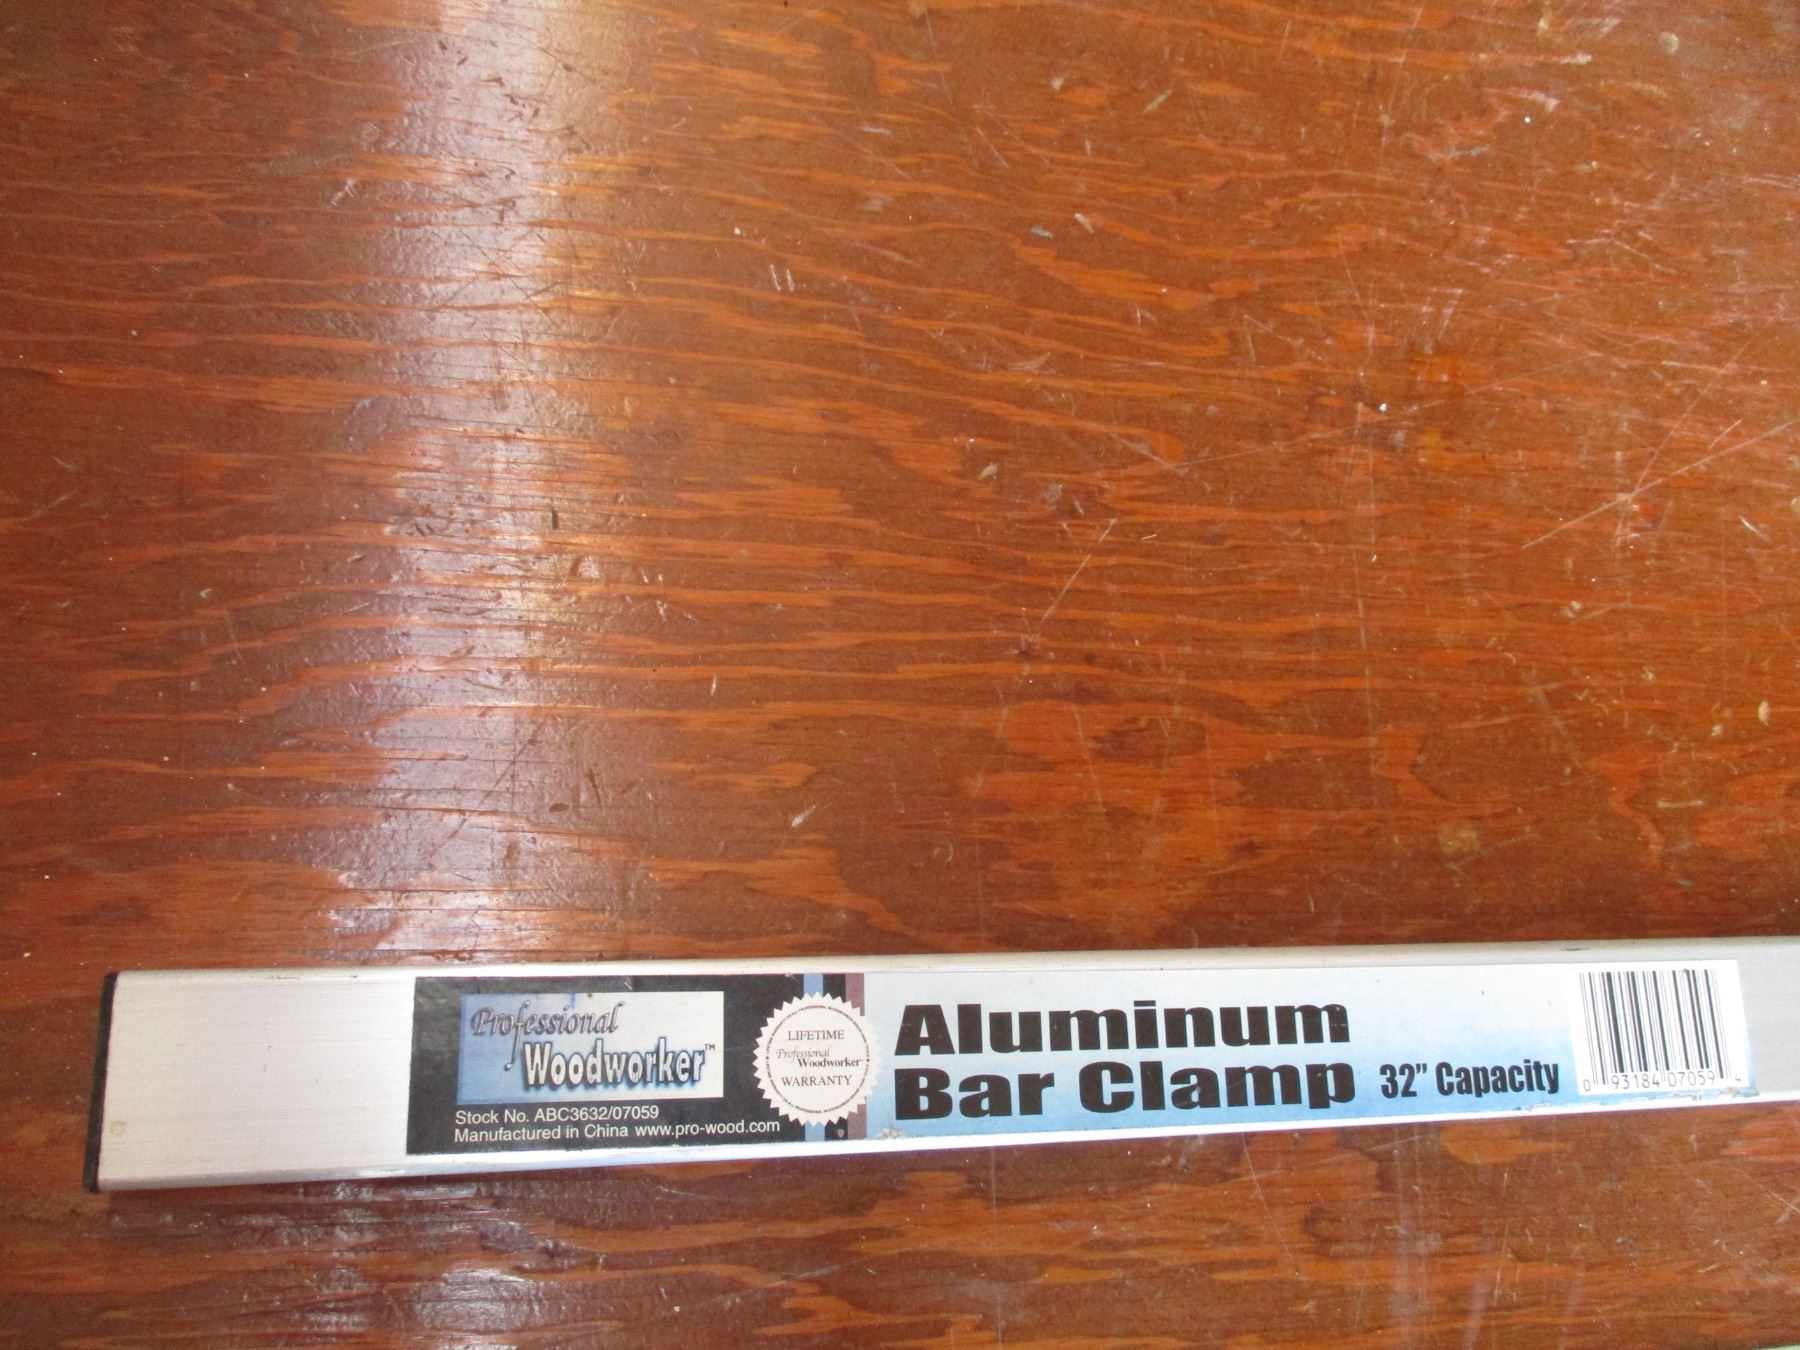 Professional
Woodworker™
Stock No. ABC3632/07059
Manufactured in China www.pro-wood.com
LIFETIME
Professional
Woodworker™
WARRANTY
Aluminum
Bar Clamp 32” Capacity
0 93184 07059 4